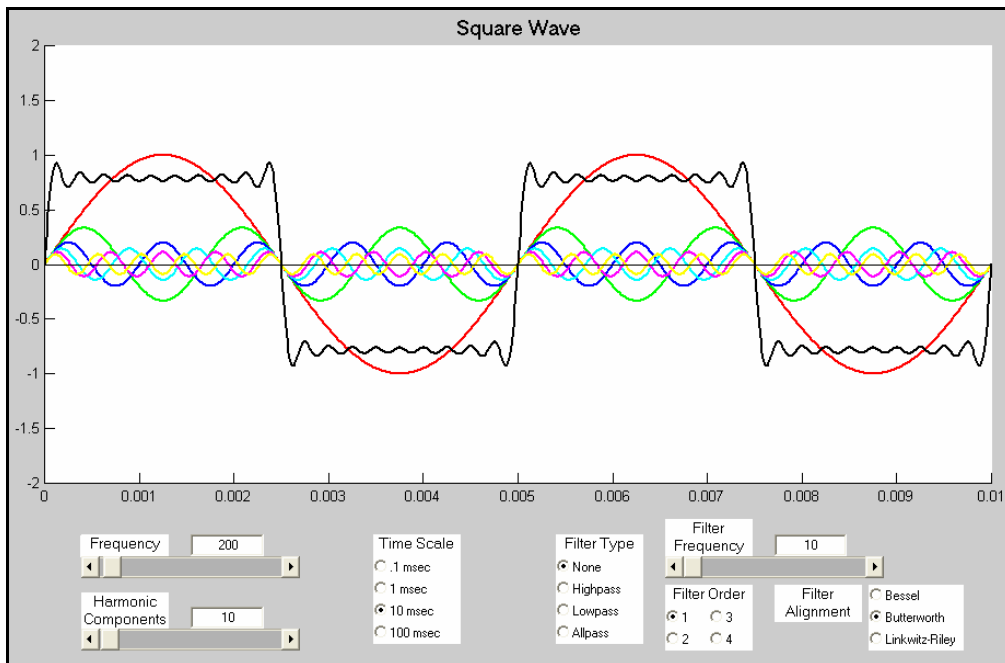 Square Wave
2
1.5
1
0.5
0
-0.5
-1
-1.5
-2
0 0.001 0.002 0.003 0.004 0.005 0.006 0.007 0.008 0.009 0.01
Frequency
200
Harmonic
Components
10
Time Scale
.1 msec
1 msec
10 msec
100 msec
Filter Type
None
Highpass
Lowpass
Allpass
Filter
Frequency
10
Filter Order
1 3
2 4
Filter
Alignment
Bessel
Butterworth
Linkwitz-Riley